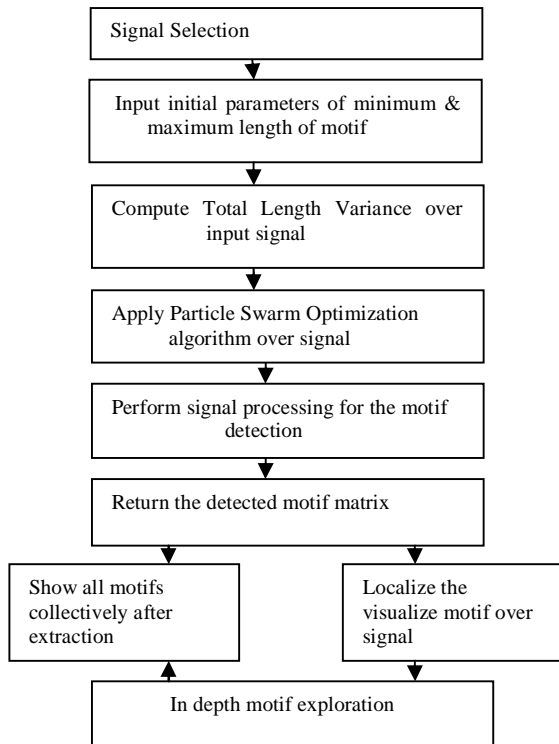 Signal Selection
Input initial parameters of minimum &
maximum length of motif
Compute Total Length Variance over
input signal
Apply Particle Swarm Optimization
algorithm over signal
Perform signal processing for the motif
detection
Return the detected motif matrix
Show all motifs
collectively after
extraction
Localize the
visualize motif over
signal
In depth motif exploration